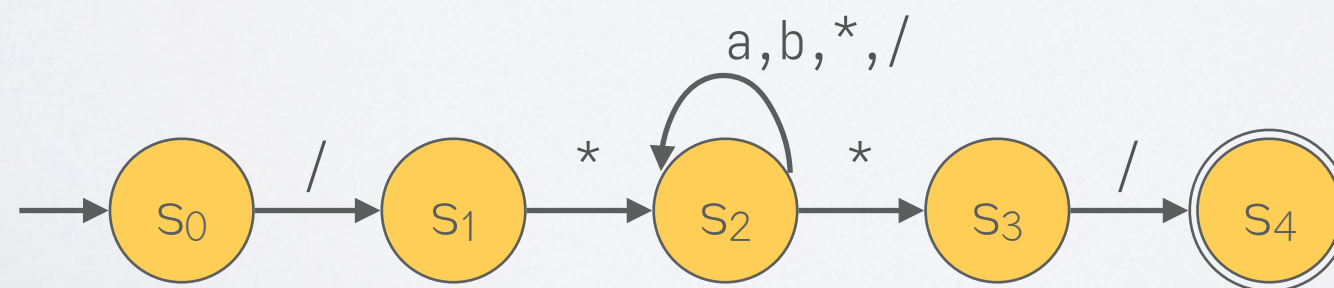 a,b,*,/
/ * * /
s0 s1 s2 s3 s4